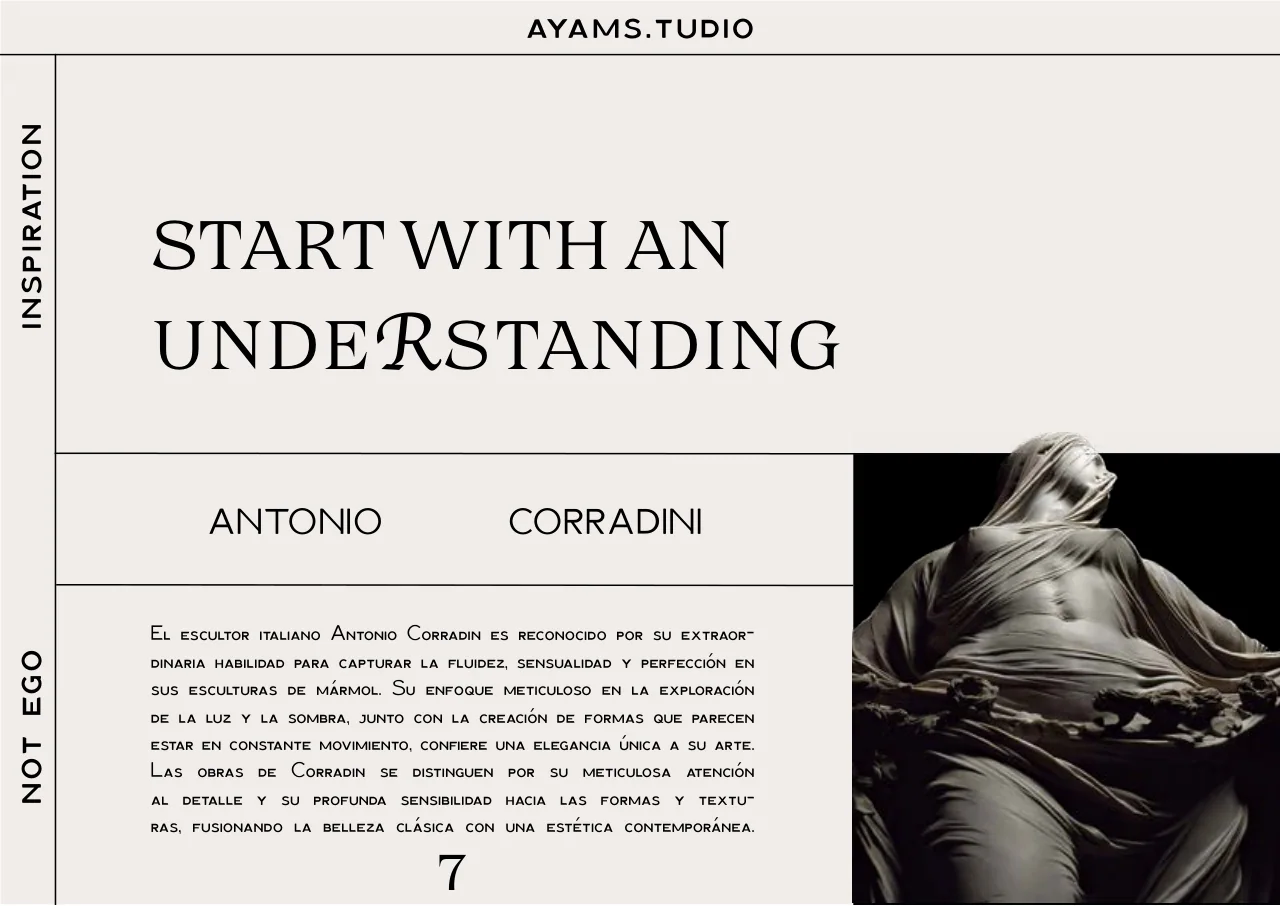 AYAMS.TUDIO
INSPIRATION
NOT EGO
START WITH AN
UNDERSTANDING
ANTONIO CORRADINI
El escultor italiano Antonio Corradin es reconocido por su extraor-
dinaria habilidad para capturar la fluidez, sensualidad y perfección en
sus esculturas de mármol. Su enfoque meticuloso en la exploración
de la luz y la sombra, junto con la creación de formas que parecen
estar en constante movimiento, confiere una elegancia única a su arte.
Las obras de Corradin se distinguen por su meticulosa atención
al detalle y su profunda sensibilidad hacia las formas y textu-
ras, fusionando la belleza clásica con una estética contemporánea.
7